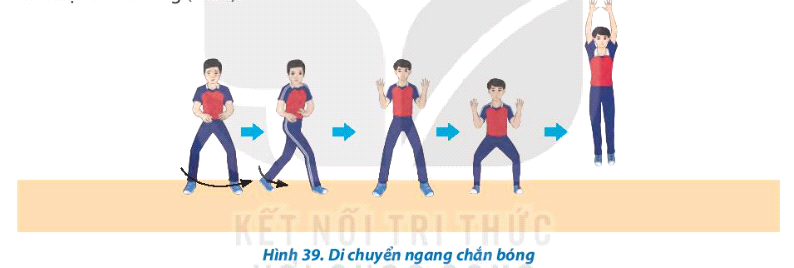 KẾT NỐI TRI THỨC
Hình 39. Di chuyển ngang chắn bóng